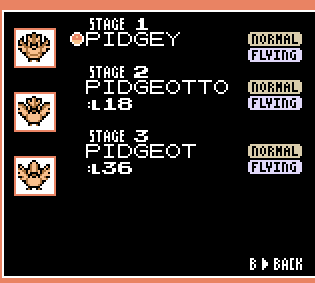 STAGE 1
PIDGEY
NORMAL
FLYING
STAGE 2
PIDGEOTTO
NORMAL
:L18
FLYING
STAGE 3
PIDGEOT
NORMAL
:L36
FLYING
B ▶ BACK